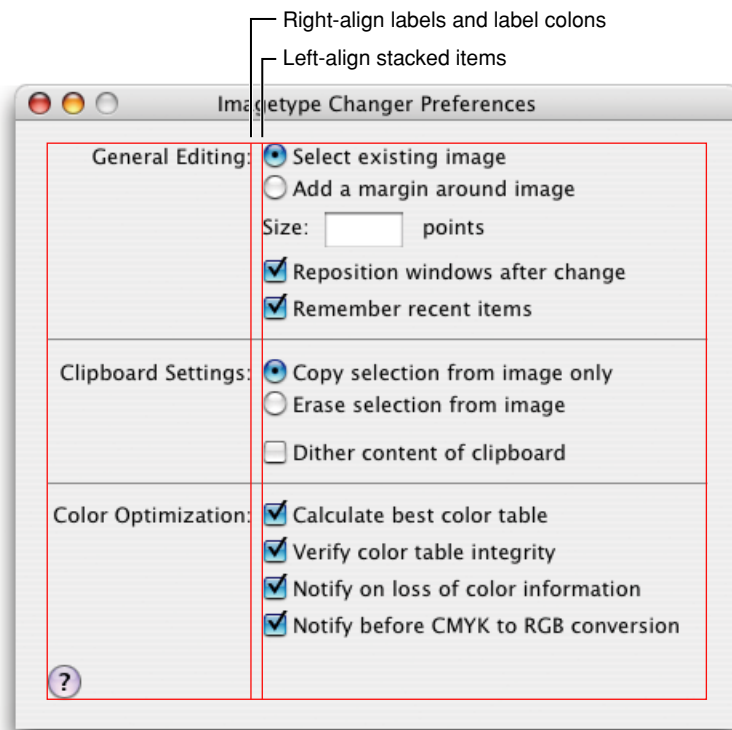 Right-align labels and label colons
Left-align stacked items
Imagetype Changer Preferences
General Editing: Select existing image
Add a margin around image
Size: points
Reposition windows after change
Remember recent items
Clipboard Settings: Copy selection from image only
Erase selection from image
Dither content of clipboard
Color Optimization: Calculate best color table
Verify color table integrity
Notify on loss of color information
Notify before CMYK to RGB conversion
?